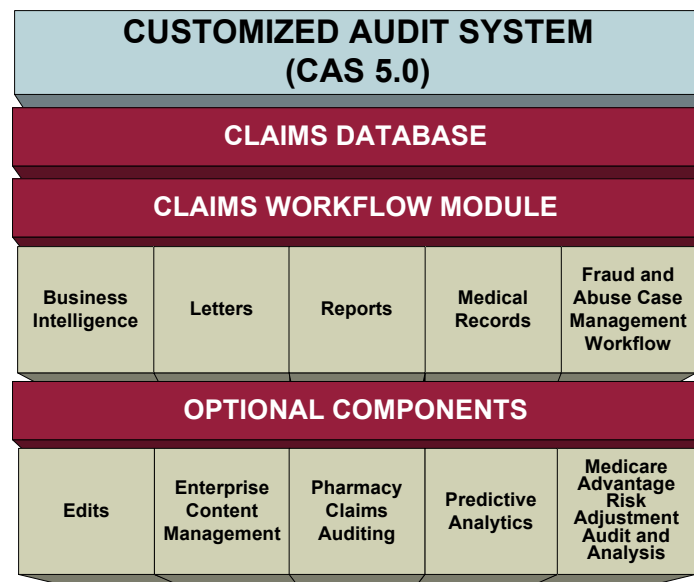 CUSTOMIZED AUDIT SYSTEM
(CAS 5.0)
CLAIMS DATABASE
CLAIMS WORKFLOW MODULE
Business
Intelligence
Letters
Reports
Medical
Records
Fraud and
Abuse Case
Management
Workflow
OPTIONAL COMPONENTS
Edits
Enterprise
Content
Management
Pharmacy
Claims
Auditing
Predictive
Analytics
Medicare
Advantage
Risk
Adjustment
Audit and
Analysis